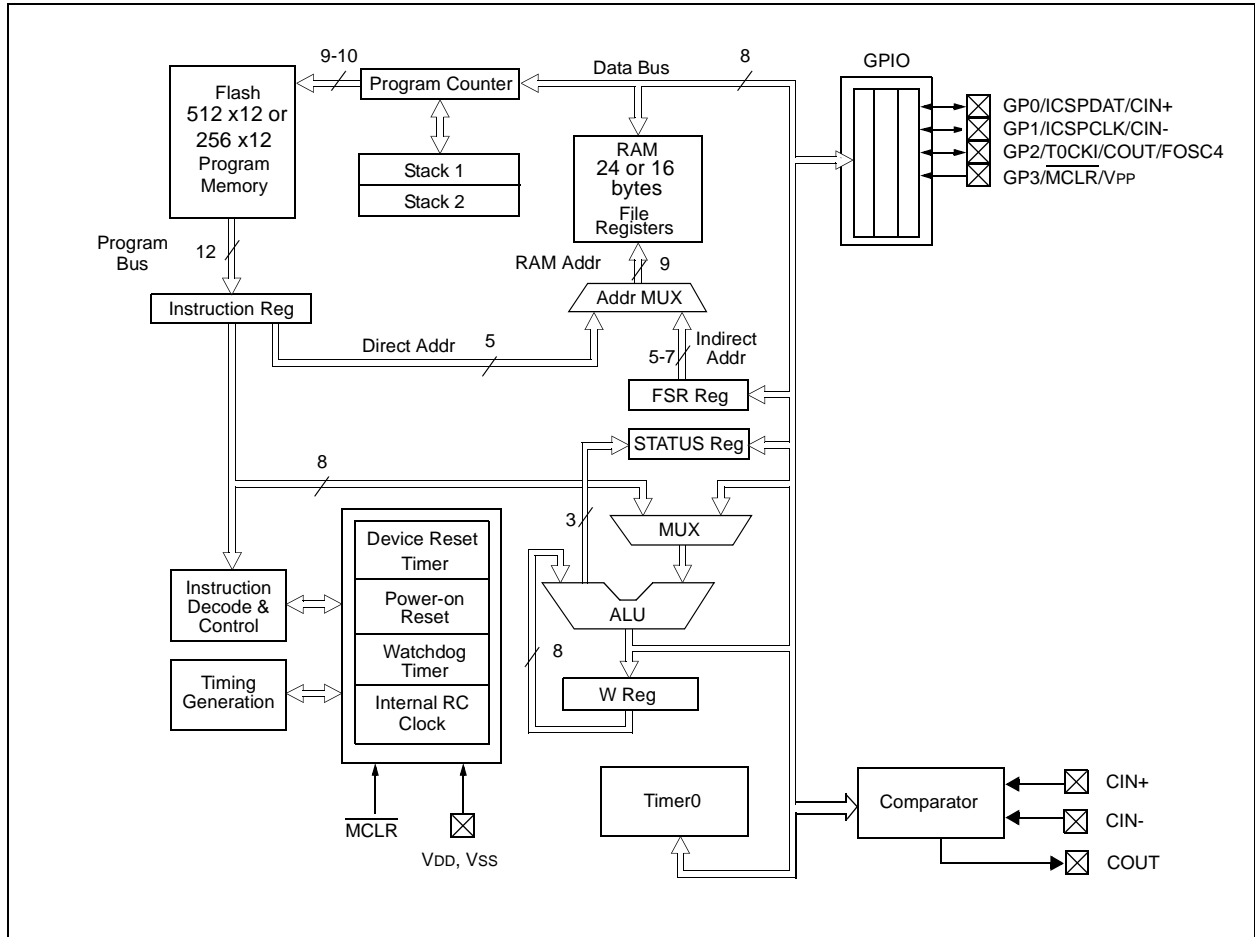 9-10
Program Counter
Data Bus
8
GPIO
Flash
512 x12 or
256 x12
Program
Memory
Stack 1
Stack 2
RAM
24 or 16
bytes
File
Registers
GP0/ICSPDAT/CIN+
GP1/ICSPCLK/CIN-
GP2/T0CKI/COUT/FOSC4
GP3/MCLR/VPP
Program
Bus
12
RAM Addr
9
Instruction Reg
Addr MUX
Direct Addr
5
5-7
Indirect
Addr
FSR Reg
STATUS Reg
8
3
MUX
Device Reset
Timer
Power-on
Reset
Watchdog
Timer
Internal RC
Clock
Instruction
Decode &
Control
Timing
Generation
ALU
8
W Reg
MCLR
VDD, VSS
Timer0
Comparator
CIN+
CIN-
COUT